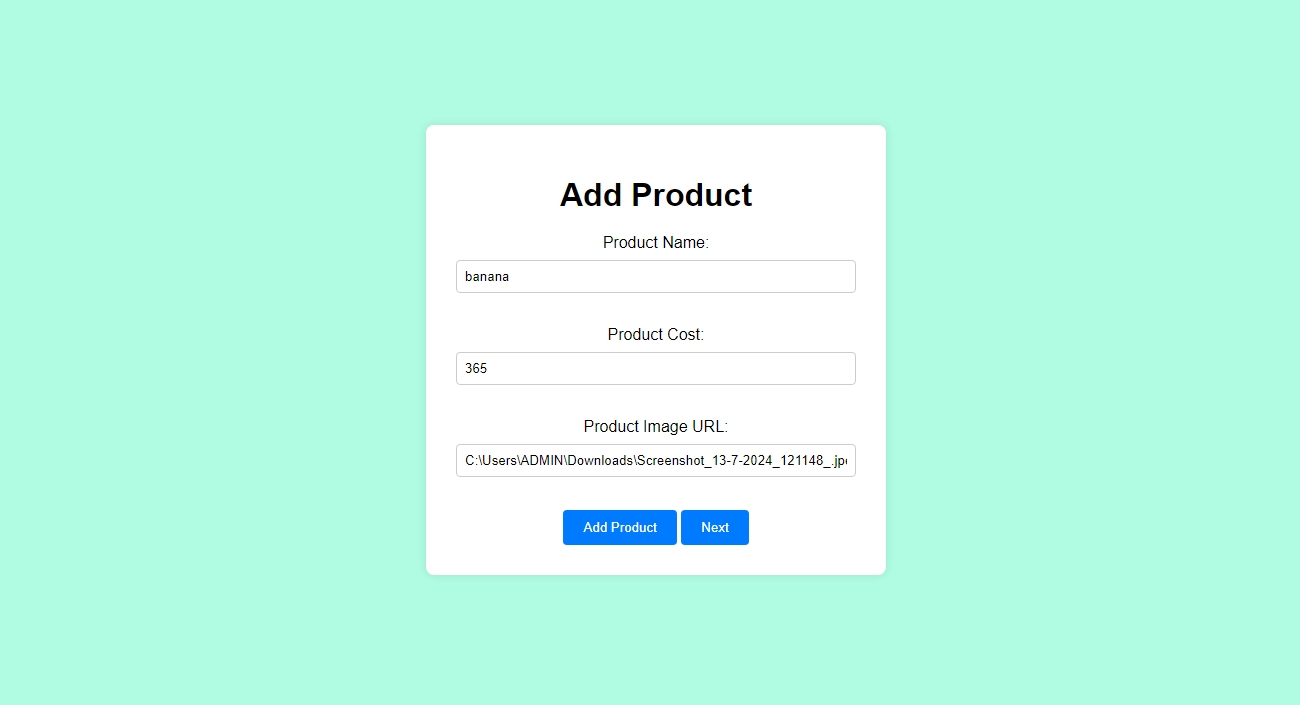 Add Product
Product Name:
banana
Product Cost:
365
Product Image URL:
C:\Users\ADMIN\Downloads\Screenshot_13-7-2024_121148_.jpe
Add Product Next